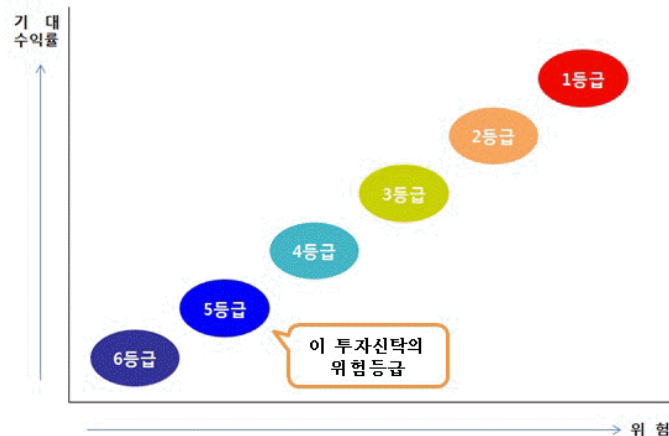 기 대
수익률
1등급
2등급
3등급
4등급
5등급
이 투자신탁의
위험등급
6등급
위 험